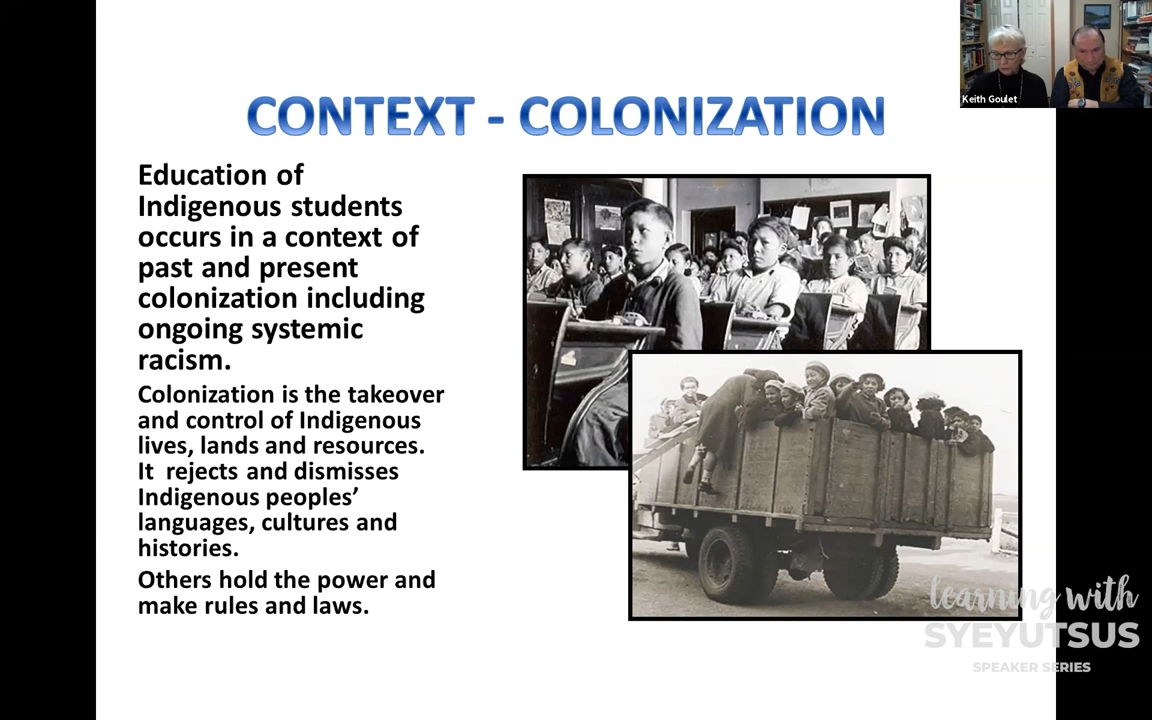 Keith Goulet
CONTEXT - COLONIZATION
Education of
Indigenous students
occurs in a context of
past and present
colonization including
ongoing systemic
racism.
Colonization is the takeover
and control of Indigenous
lives, lands and resources.
It rejects and dismisses
Indigenous peoples’
languages, cultures and
histories.
Others hold the power and
make rules and laws.
learning with
SYEYUTSUS
SPEAKER SERIES